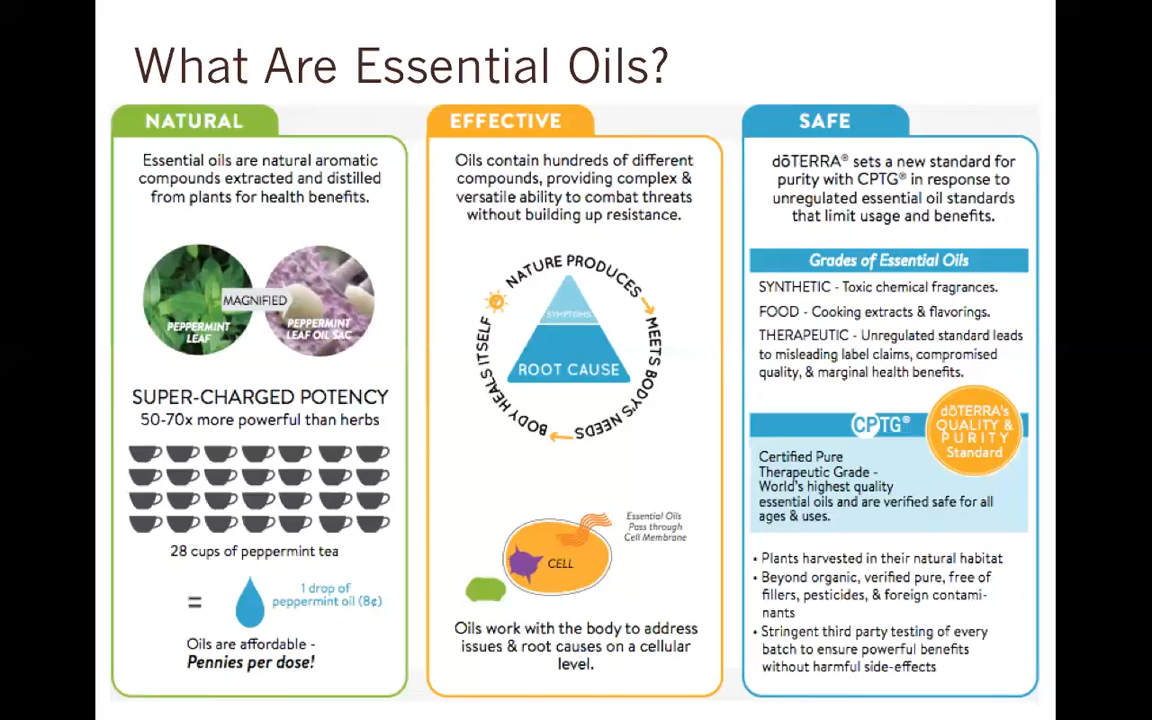 What Are Essential Oils?
NATURAL
Essential oils are natural aromatic
compounds extracted and distilled
from plants for health benefits.
MAGNIFIED
PEPPERMINT
LEAF
PEPPERMINT
LEAF OIL SAC
SUPER-CHARGED POTENCY
50-70x more powerful than herbs
28 cups of peppermint tea
=
1 drop of
peppermint oil (8¢)
Oils are affordable -
Pennies per dose!
EFFECTIVE
Oils contain hundreds of different
compounds, providing complex &
versatile ability to combat threats
without building up resistance.
NATURE PRODUCES
MEETS BODY'S NEEDS
BODY HEALS ITSELF
SYMPTOMS
ROOT CAUSE
Essential Oils
Pass through
Cell Membrane
CELL
Oils work with the body to address
issues & root causes on a cellular
level.
SAFE
dōTERRA® sets a new standard for
purity with CPTG® in response to
unregulated essential oil standards
that limit usage and benefits.
Grades of Essential Oils
SYNTHETIC - Toxic chemical fragrances.
FOOD - Cooking extracts & flavorings.
THERAPEUTIC - Unregulated standard leads
to misleading label claims, compromised
quality, & marginal health benefits.
CPTG®
dōTERRA's
QUALITY &
PURITY
Standard
Certified Pure
Therapeutic Grade -
World's highest quality
essential oils and are verified safe for all
ages & uses.
• Plants harvested in their natural habitat
• Beyond organic, verified pure, free of
fillers, pesticides, & foreign contami-
nants
• Stringent third party testing of every
batch to ensure powerful benefits
without harmful side-effects